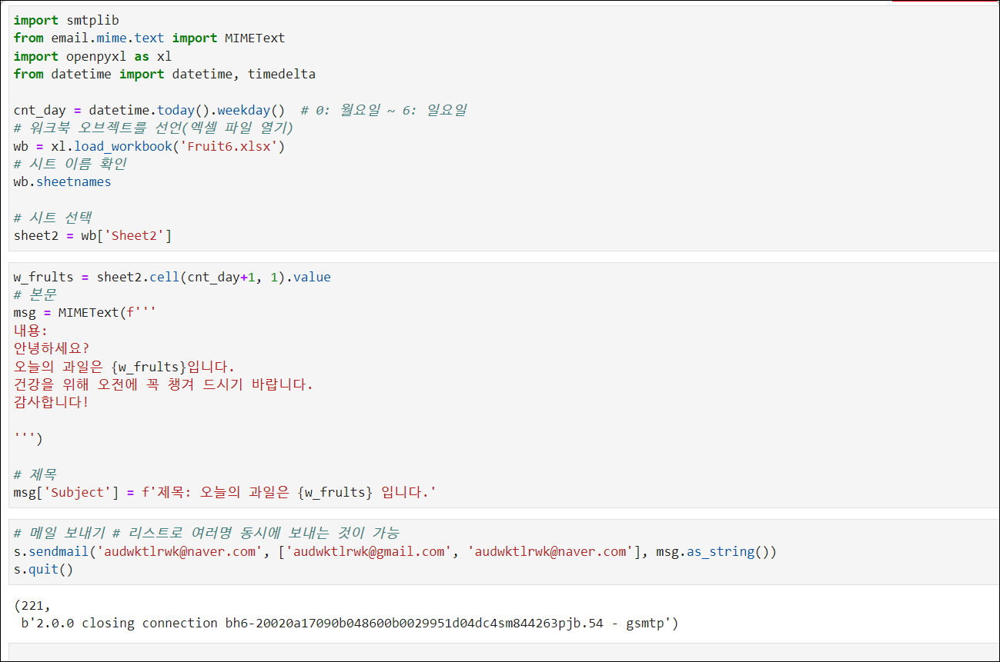 import smtplib
from email.mime.text import MIMEText
import openpyxl as xl
from datetime import datetime, timedelta
cnt_day = datetime.today().weekday()  # 0: 월요일 ~ 6: 일요일
# 워크북 오브젝트를 선언(엑셀 파일 열기)
wb = xl.load_workbook('Fruit6.xlsx')
# 시트 이름 확인
wb.sheetnames
# 시트 선택
sheet2 = wb['Sheet2']
w_frults = sheet2.cell(cnt_day+1, 1).value
# 본문
msg = MIMEText(f'''
내용:
안녕하세요?
오늘의 과일은 {w_frults}입니다.
건강을 위해 오전에 꼭 챙겨 드시기 바랍니다.
감사합니다!
''')
# 제목
msg['Subject'] = f'제목: 오늘의 과일은 {w_frults} 입니다.'
# 메일 보내기 # 리스트로 여러명 동시에 보내는 것이 가능
s.sendmail('audwktlrwk@naver.com', ['audwktlrwk@gmail.com', 'audwktlrwk@naver.com'], msg.as_string())
s.quit()
(221,
 b'2.0.0 closing connection bh6-20020a17090b048600b0029951d04dc4sm844263pjb.54 - gsmtp')